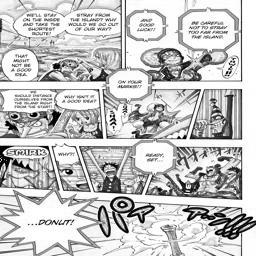 BE CAREFUL
NOT TO STRAY
TOO FAR FROM
THE ISLAND.
AND
GOOD
LUCK!!
STRAY FROM
THE ISLAND? WHY
WOULD WE GO OUT
OF OUR WAY?
WE'LL STAY
ON THE INSIDE
AND TAKE THE
SHORTEST
ROUTE!
THAT
MIGHT NOT
BE A
GOOD IDEA.
ON YOUR
MARKS!!
WHY ISN'T IT
A GOOD IDEA?
WE
SHOULD DISTANCE
OURSELVES FROM
THE ISLAND RIGHT
FROM THE START!
READY,
GET...
WHY?!
SMIRK
...DONUT!